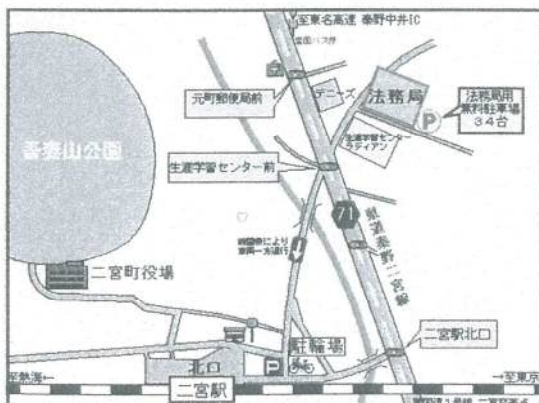 至東名高速 秦野中井IC
元町郵便局前
デニーズ
法務局
P
法務局用
無料駐車場
34台
吾妻山公園
生涯学習センター
ラディアン
生涯学習センター前
71
県道秦野二宮線
二宮町役場
二宮駅北口
駐輪場
P
北口
至熱海←
→至東京
二宮駅